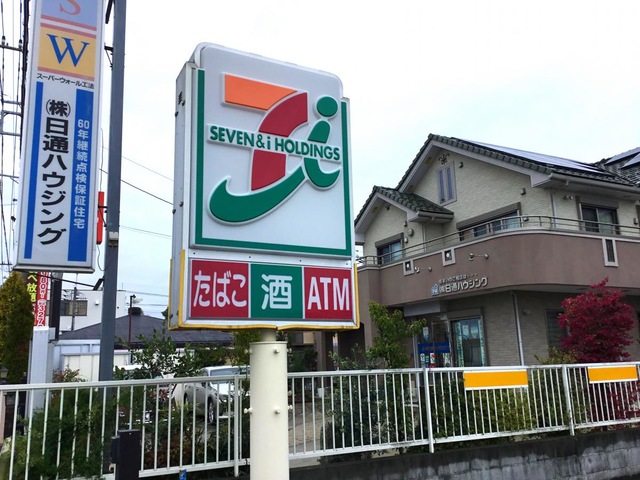 S
W
スーパーウォール工法
㈱日通ハウジング
60年継続点検保証住宅
SEVEN & i HOLDINGS
たばこ
酒
ATM
㈱日通ハウジング